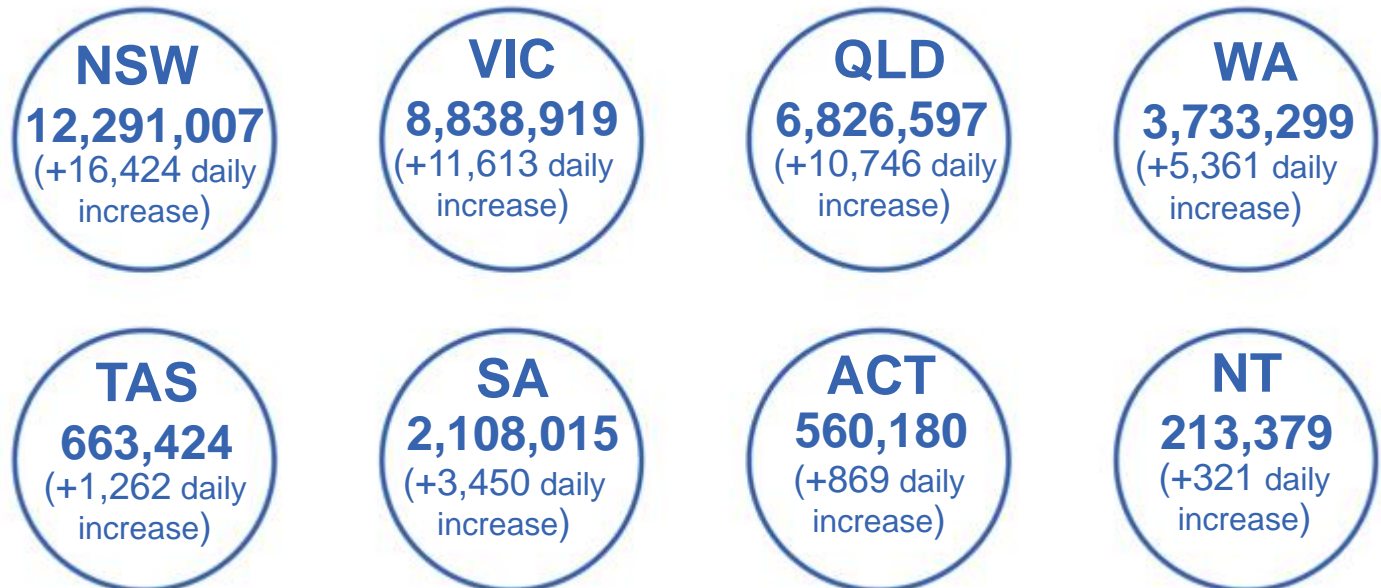 NSW
12,291,007
(+16,424 daily
increase)
VIC
8,838,919
(+11,613 daily
increase)
QLD
6,826,597
(+10,746 daily
increase)
WA
3,733,299
(+5,361 daily
increase)
TAS
663,424
(+1,262 daily
increase)
SA
2,108,015
(+3,450 daily
increase)
ACT
560,180
(+869 daily
increase)
NT
213,379
(+321 daily
increase)